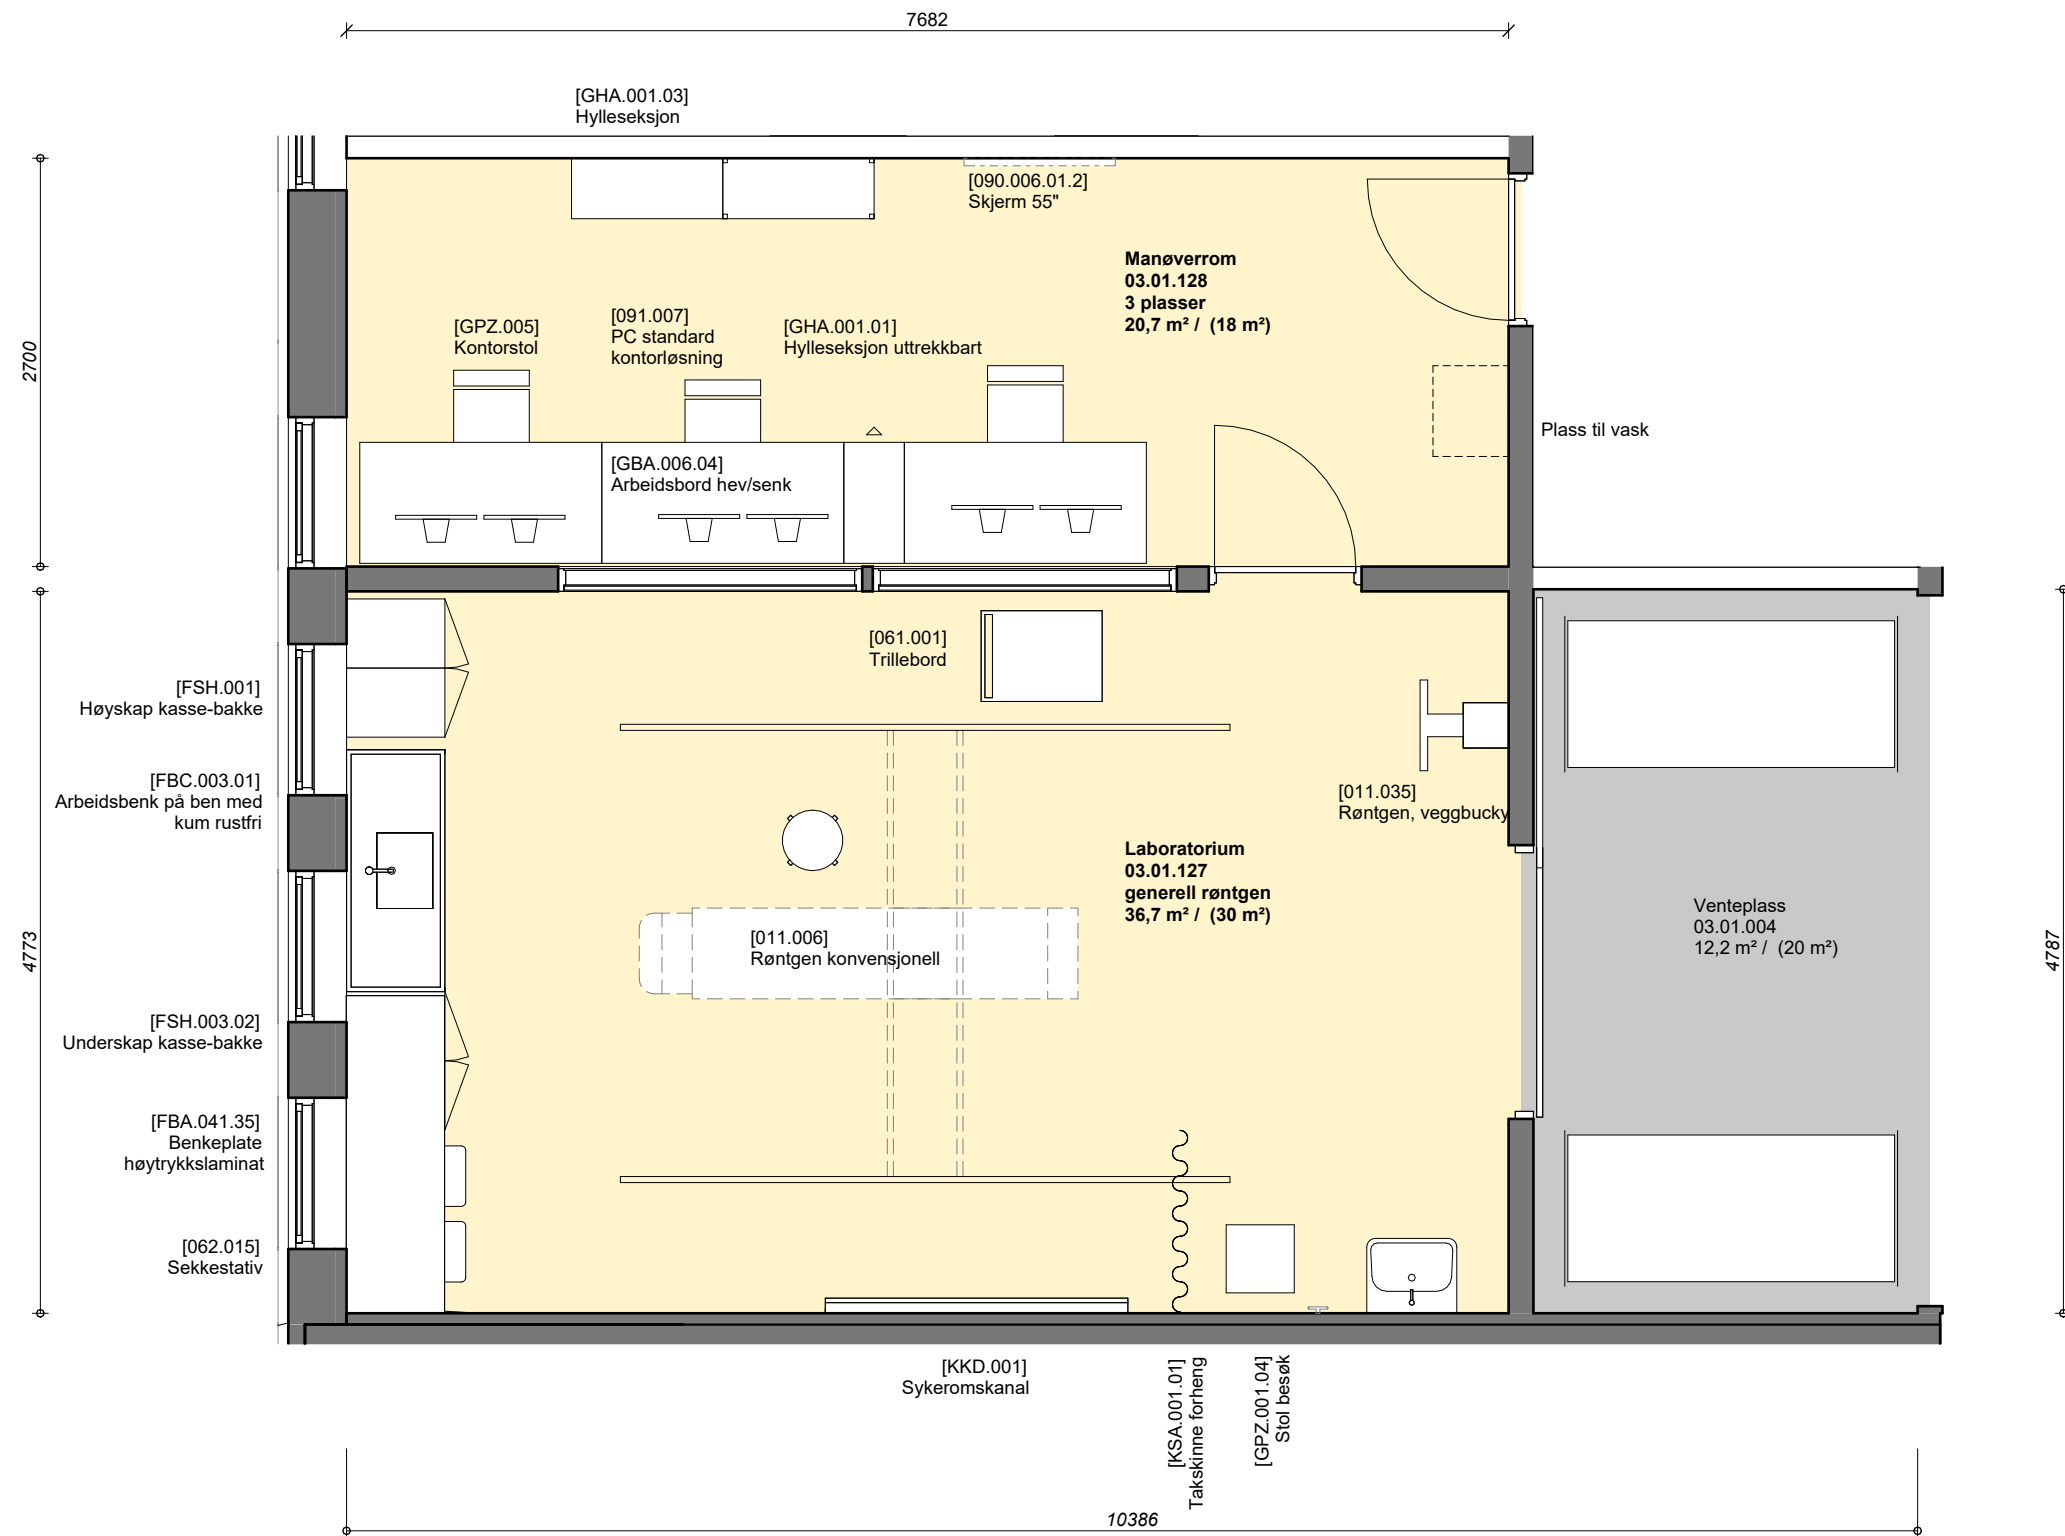 7682
[GHA.001.03]
Hylleseksjon
[090.006.01.2]
Skjerm 55"
Manøverrom
03.01.128
3 plasser
20,7 m² / (18 m²)
[GPZ.005]
Kontorstol
[091.007]
PC standard
kontorløsning
[GHA.001.01]
Hylleseksjon uttrekkbart
2700
Plass til vask
[GBA.006.04]
Arbeidsbord hev/senk
[061.001]
Trillebord
[FSH.001]
Høyskap kasse-bakke
[FBC.003.01]
Arbeidsbenk på ben med
kum rustfri
[011.035]
Røntgen, veggbucky
Laboratorium
03.01.127
generell røntgen
36,7 m² / (30 m²)
[011.006]
Røntgen konvensjonell
Venteplass
03.01.004
12,2 m² / (20 m²)
4773
4787
[FSH.003.02]
Underskap kasse-bakke
[FBA.041.35]
Benkeplate
høytrykkslaminat
[062.015]
Sekkestativ
[KKD.001]
Sykeromskanal
[KSA.001.01]
Takskinne forheng
[GPZ.001.04]
Stol besøk
10386